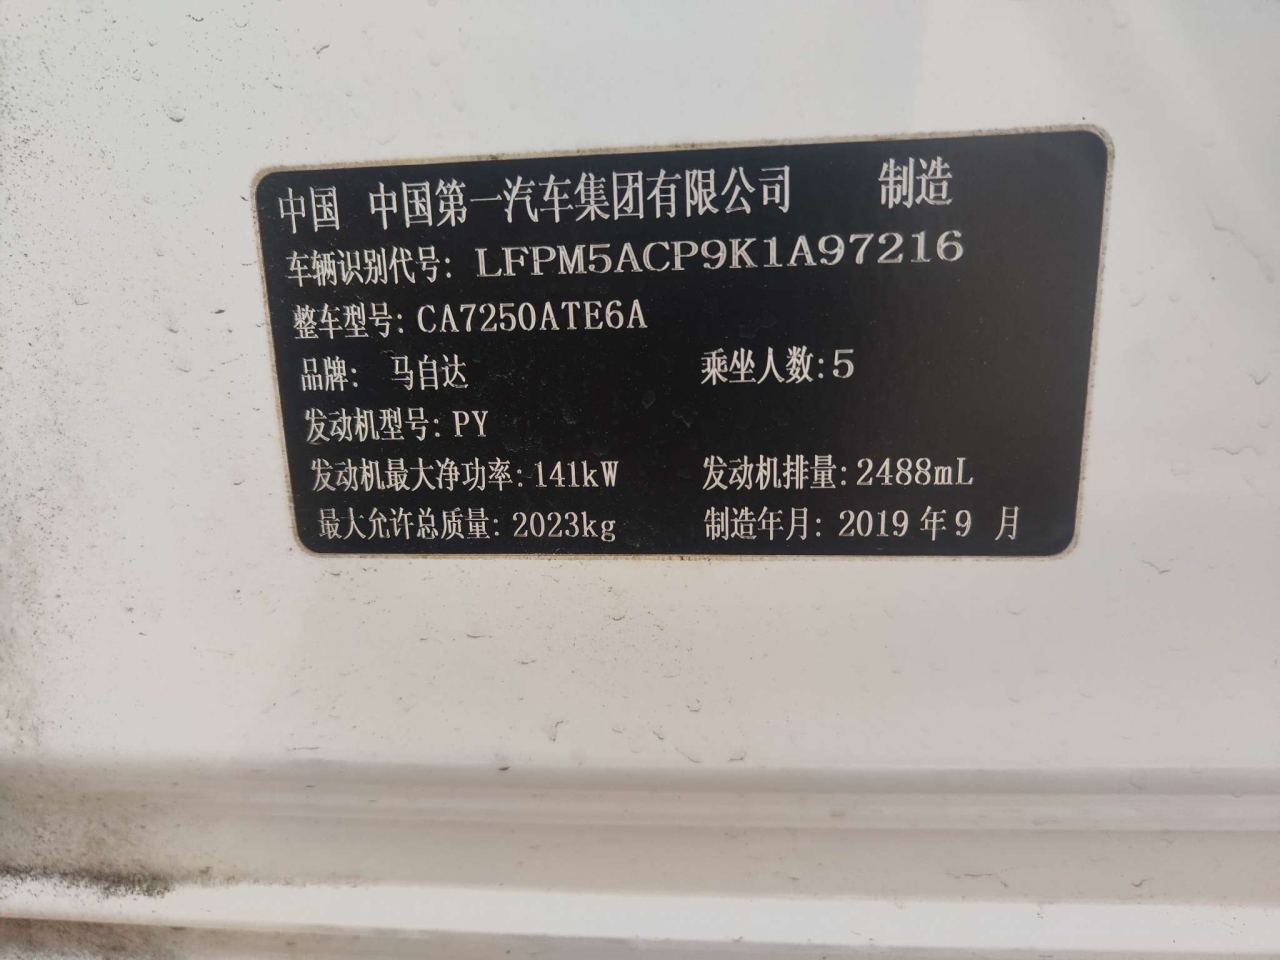 中国 中国第一汽车集团有限公司 制造
车辆识别代号: LFPM5ACP9K1A97216
整车型号: CA7250ATE6A
品牌: 马自达 乘坐人数: 5
发动机型号: PY
发动机最大净功率: 141kW 发动机排量: 2488mL
最大允许总质量: 2023kg 制造年月: 2019 年 9 月